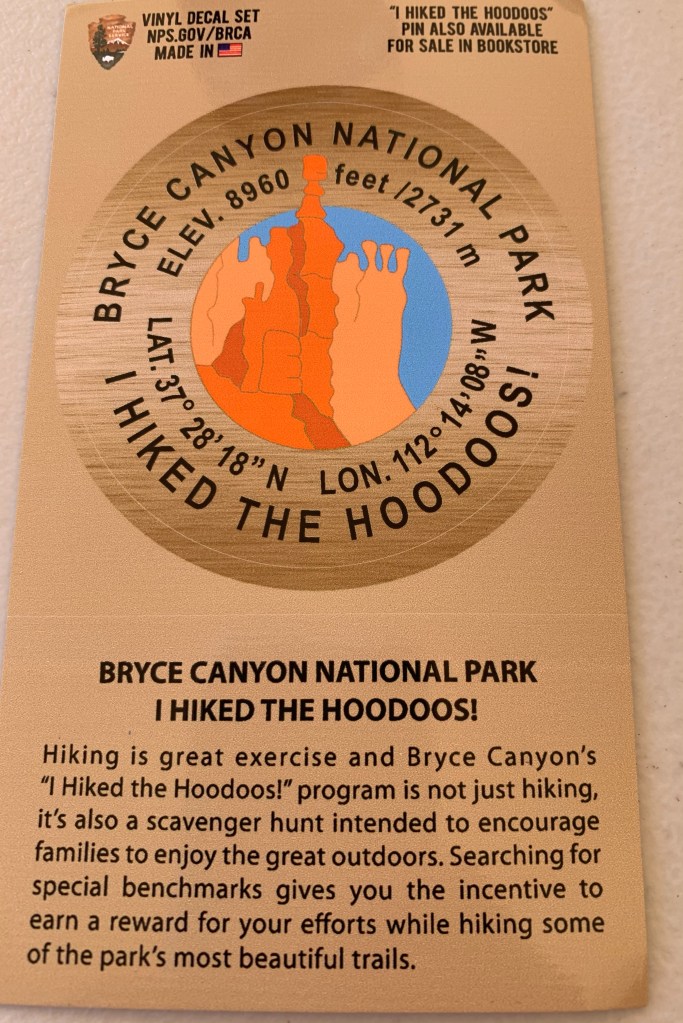 NATIONAL
PARK
SERVICE
VINYL DECAL SET
NPS.GOV/BRCA
MADE IN
"I HIKED THE HOODOOS"
PIN ALSO AVAILABLE
FOR SALE IN BOOKSTORE
BRYCE CANYON NATIONAL PARK
ELEV. 8960 feet /2731 m
LAT. 37° 28' 18" N LON. 112° 14' 08" W
I HIKED THE HOODOOS!
BRYCE CANYON NATIONAL PARK
I HIKED THE HOODOOS!
Hiking is great exercise and Bryce Canyon's
"I Hiked the Hoodoos!" program is not just hiking,
it's also a scavenger hunt intended to encourage
families to enjoy the great outdoors. Searching for
special benchmarks gives you the incentive to
earn a reward for your efforts while hiking some
of the park's most beautiful trails.